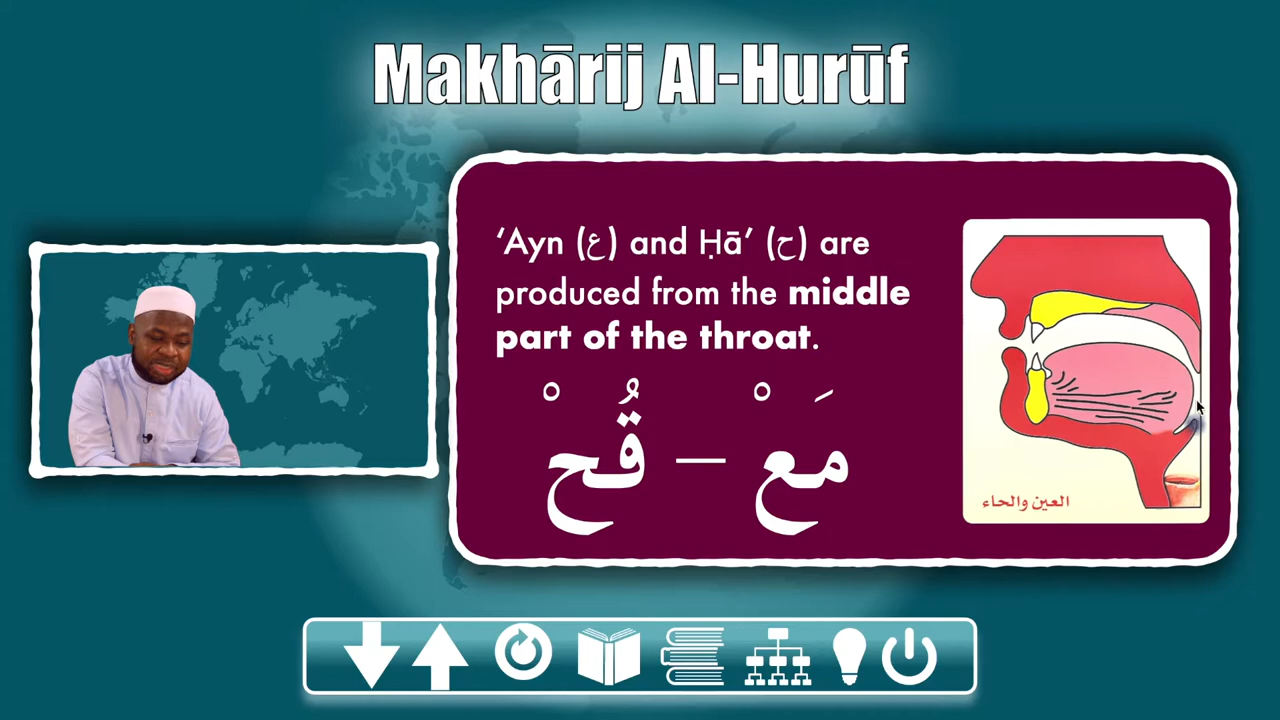 Makhārij Al-Hurūf
‘Ayn (ع) and Ḥā’ (ح) are
produced from the middle
part of the throat.
مَعْ – قُحْ
العين والحاء